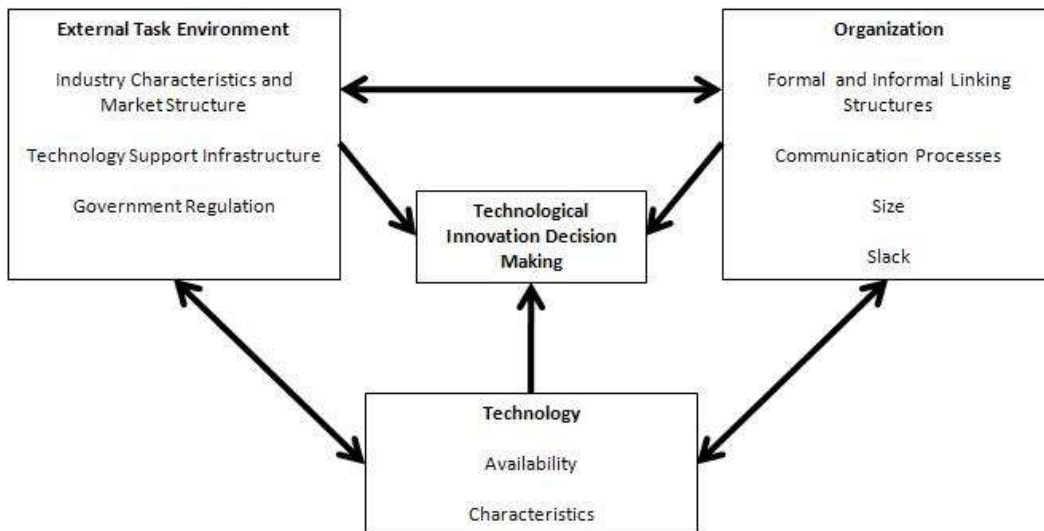 External Task Environment
Industry Characteristics and
Market Structure
Technology Support Infrastructure
Government Regulation
Organization
Formal and Informal Linking
Structures
Communication Processes
Size
Slack
Technological
Innovation Decision
Making
Technology
Availability
Characteristics